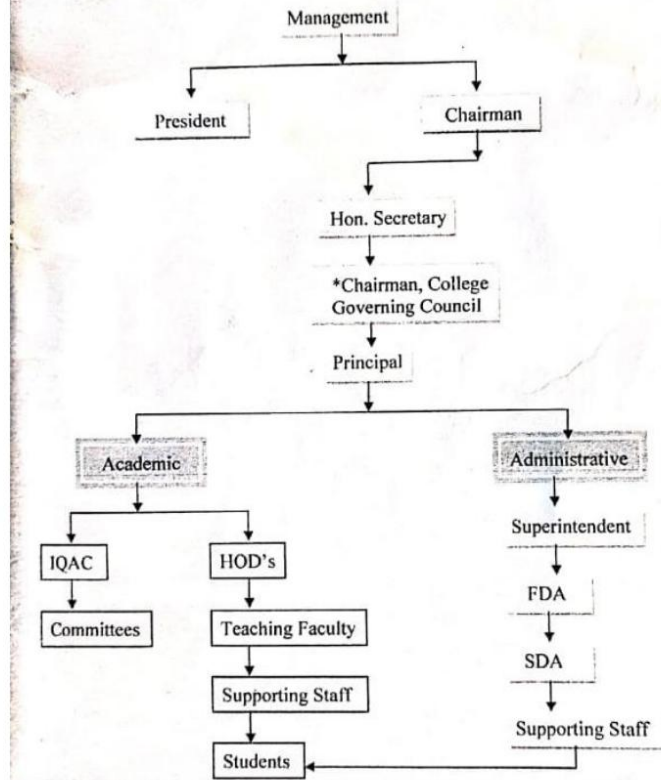 Management
President
Chairman
Hon. Secretary
*Chairman, College
Governing Council
Principal
Academic
Administrative
IQAC
HOD's
Superintendent
Committees
Teaching Faculty
FDA
Supporting Staff
SDA
Students
Supporting Staff